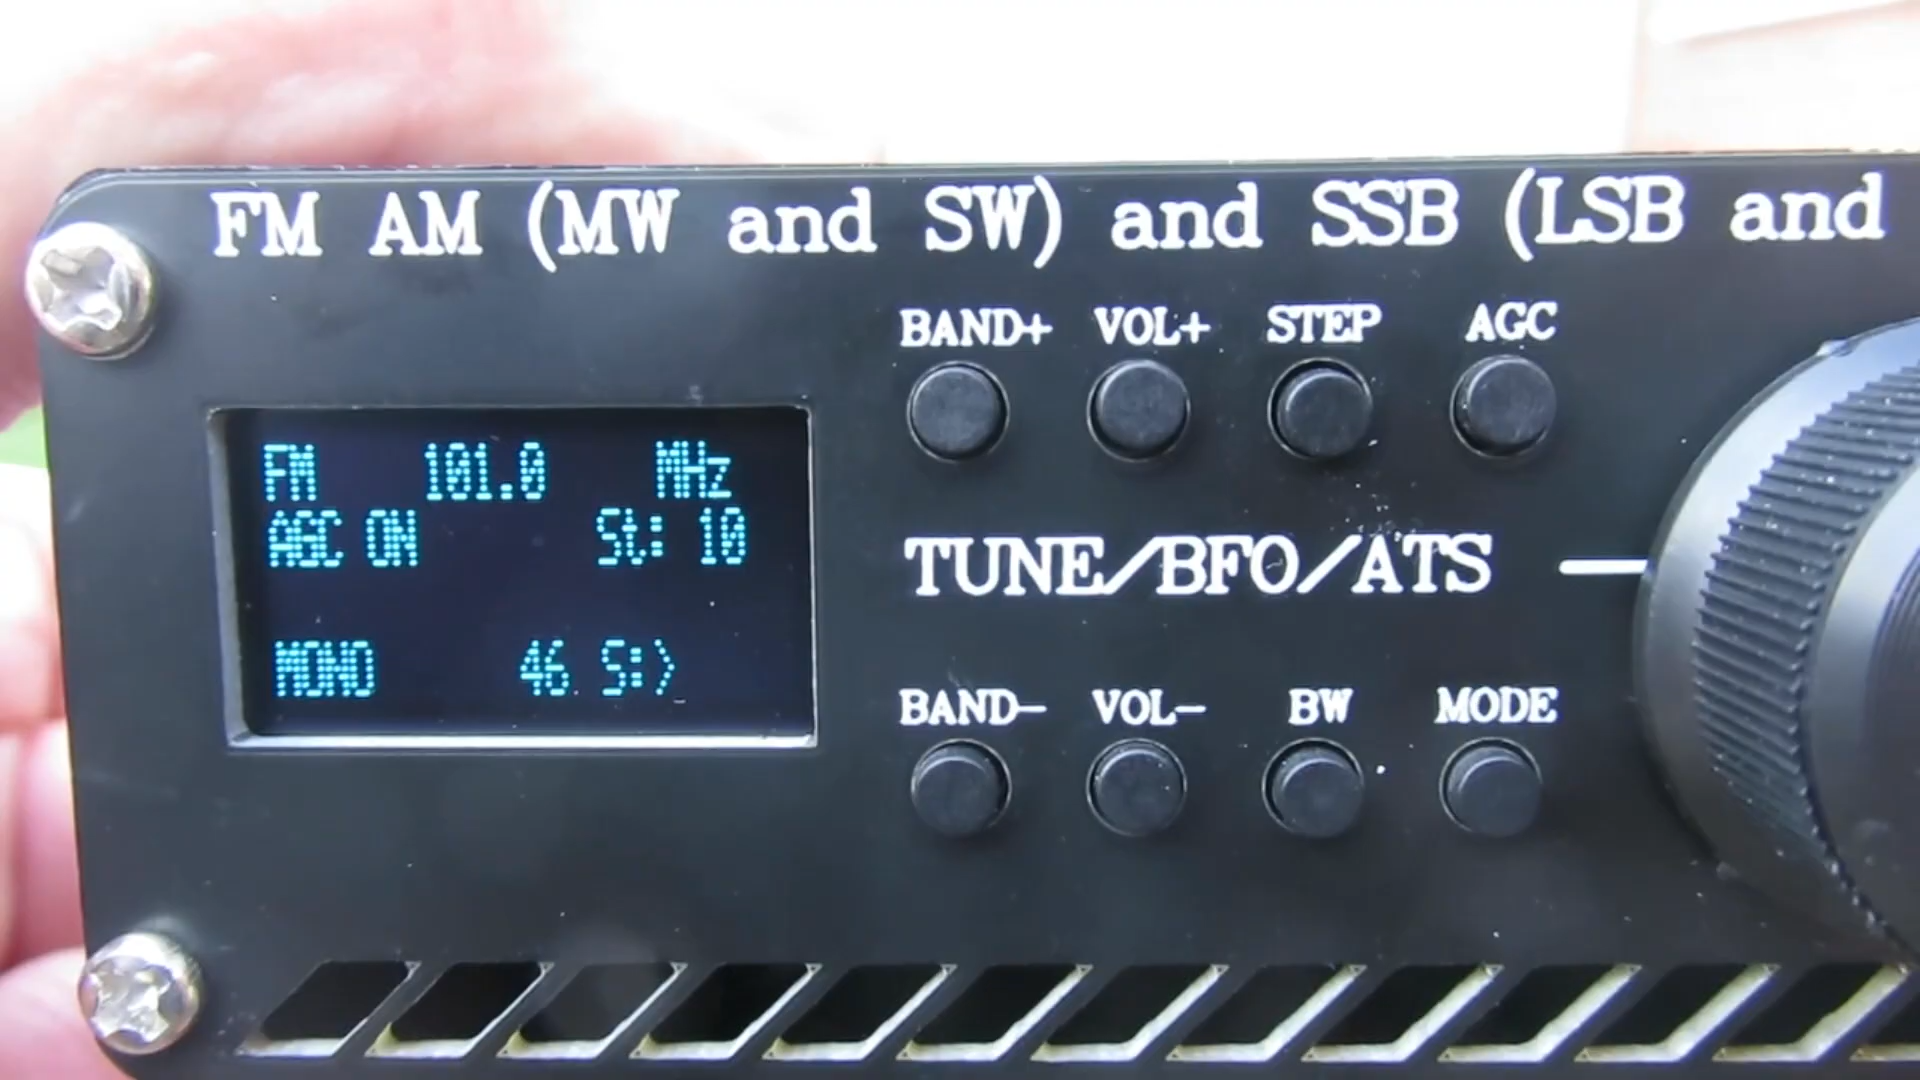 FM AM (MW and SW) and SSB (LSB and
BAND+ VOL+ STEP AGC
FM 101.0 MHz
AGC ON St: 10
TUNE/BFO/ATS
MONO 46 S:>
BAND- VOL- BW MODE